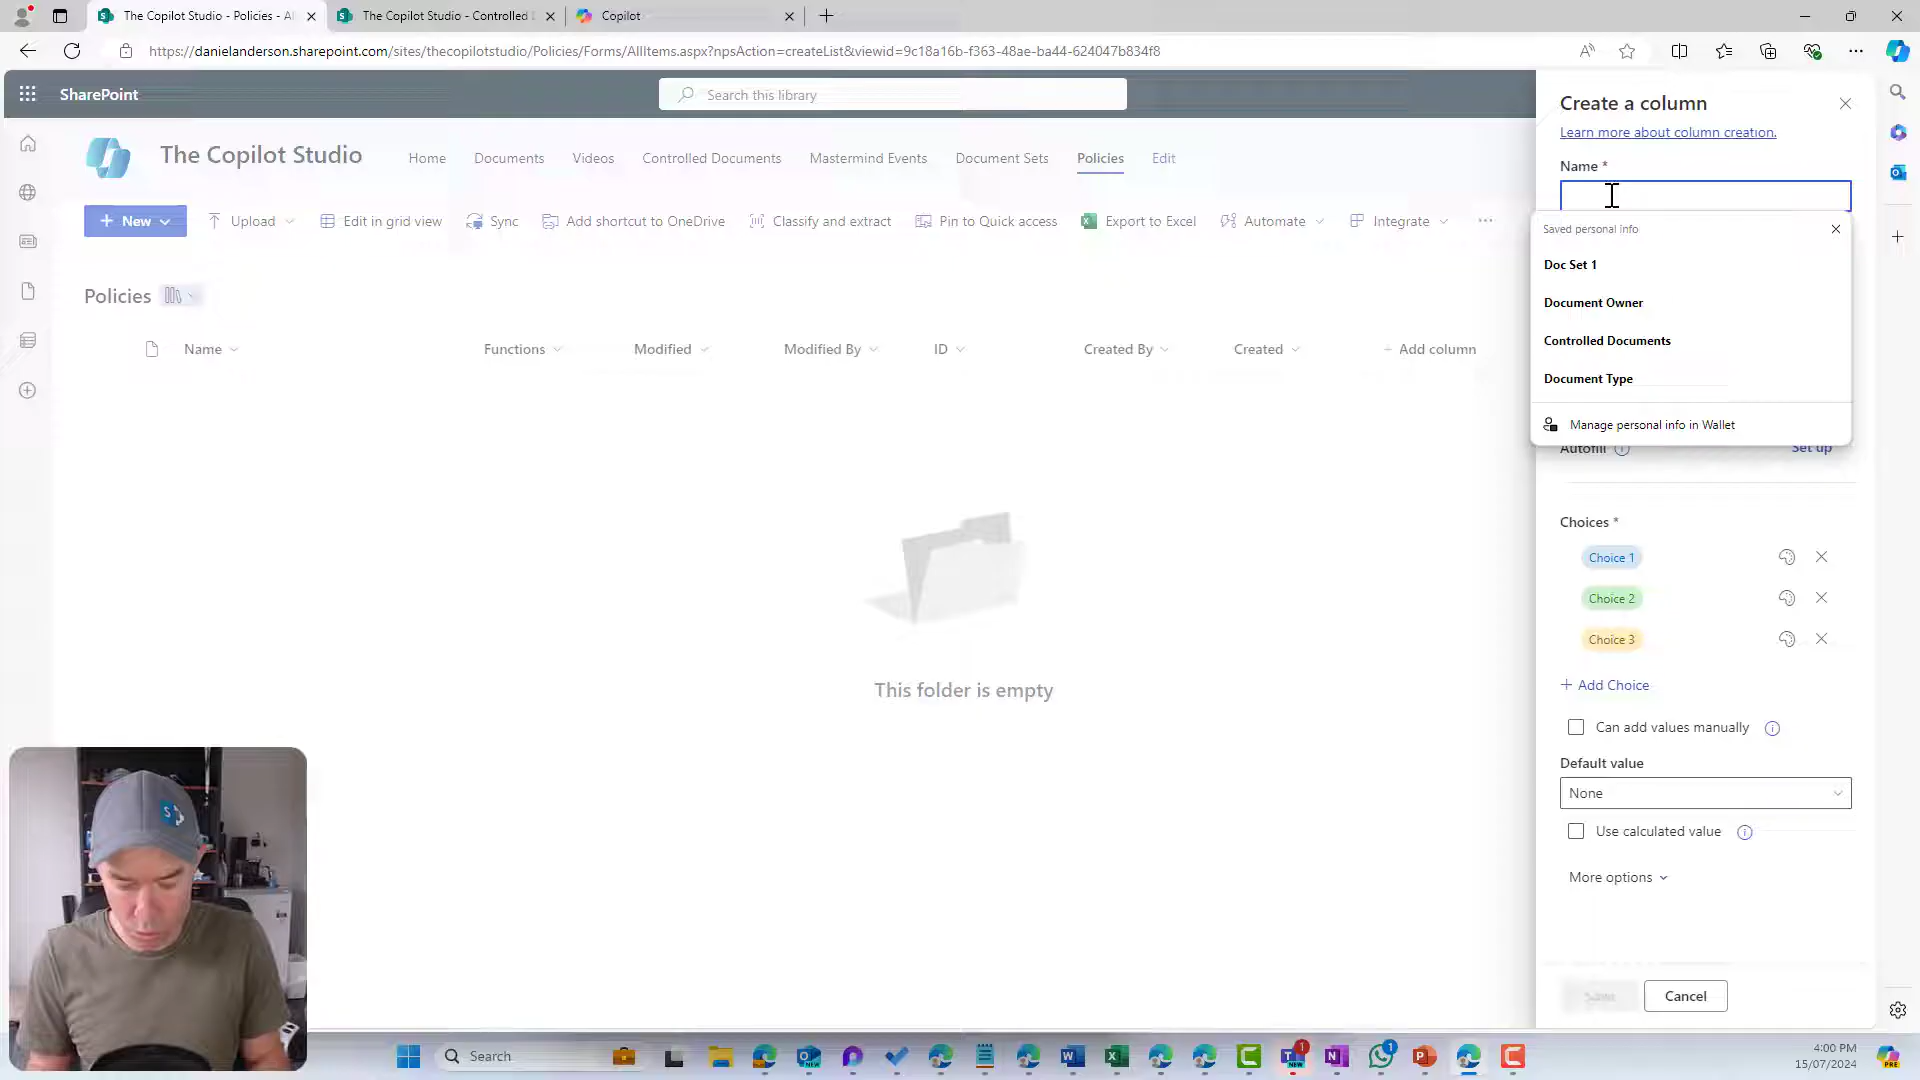 The Copilot Studio - Policies - Al
The Copilot Studio - Controlled D
Copilot
https://danielanderson.sharepoint.com/sites/thecopilotstudio/Policies/Forms/AllItems.aspx?npsAction=createList&viewid=9c18a16b-f363-48ae-ba44-624047b834f8
SharePoint
Search this library
The Copilot Studio
Home
Documents
Videos
Controlled Documents
Mastermind Events
Document Sets
Policies
Edit
New
Upload
Edit in grid view
Sync
Add shortcut to OneDrive
Classify and extract
Pin to Quick access
Export to Excel
Automate
Integrate
Policies
Name
Functions
Modified
Modified By
ID
Created By
Created
Add column
This folder is empty
Create a column
Learn more about column creation.
Name *
Saved personal info
Doc Set 1
Document Owner
Controlled Documents
Document Type
Manage personal info in Wallet
Autofill
Set up
Choices *
Choice 1
Choice 2
Choice 3
Add Choice
Can add values manually
Default value
None
Use calculated value
More options
Save
Cancel
Search
4:00 PM
15/07/2024